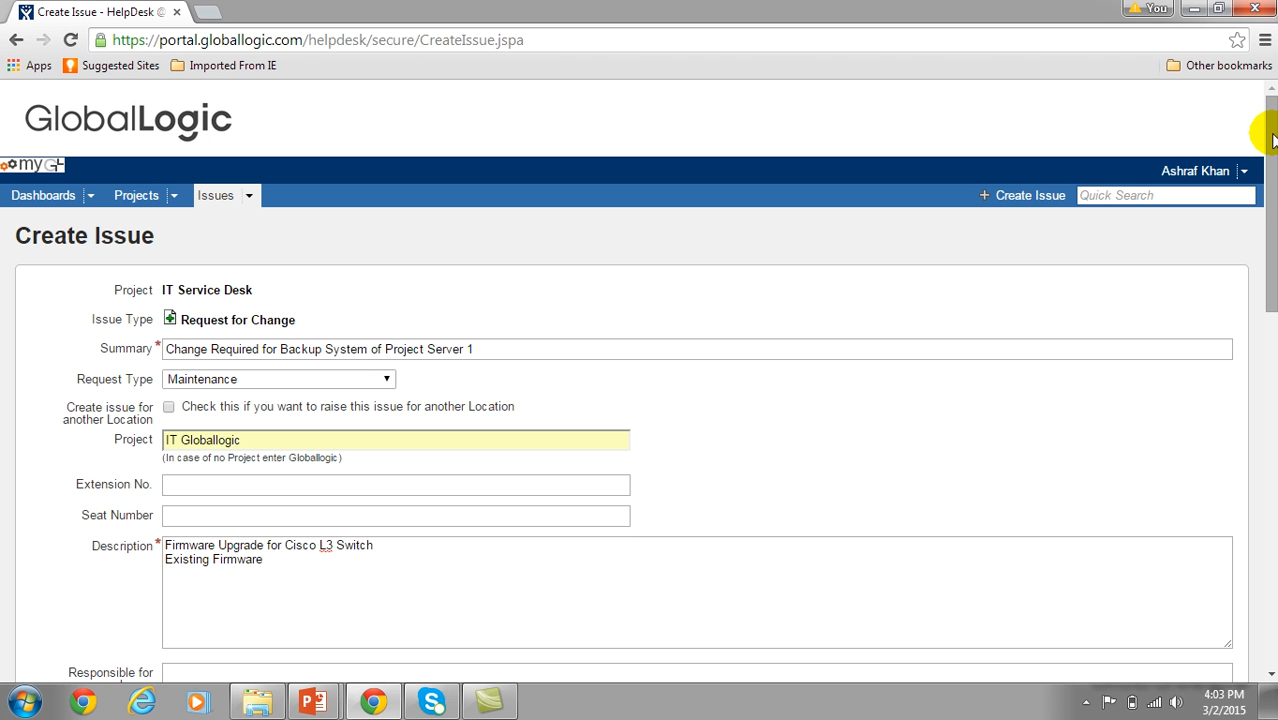 Create Issue - HelpDesk @
You
https://portal.globallogic.com/helpdesk/secure/CreateIssue.jspa
Apps Suggested Sites Imported From IE Other bookmarks
GlobalLogic
my
Ashraf Khan
Dashboards Projects Issues Create Issue Quick Search
Create Issue
Project IT Service Desk
Issue Type Request for Change
Summary* Change Required for Backup System of Project Server 1
Request Type Maintenance
Create issue for another Location Check this if you want to raise this issue for another Location
Project IT Globallogic
(In case of no Project enter Globallogic)
Extension No.
Seat Number
Description* Firmware Upgrade for Cisco L3 Switch
Existing Firmware
Responsible for
4:03 PM
3/2/2015